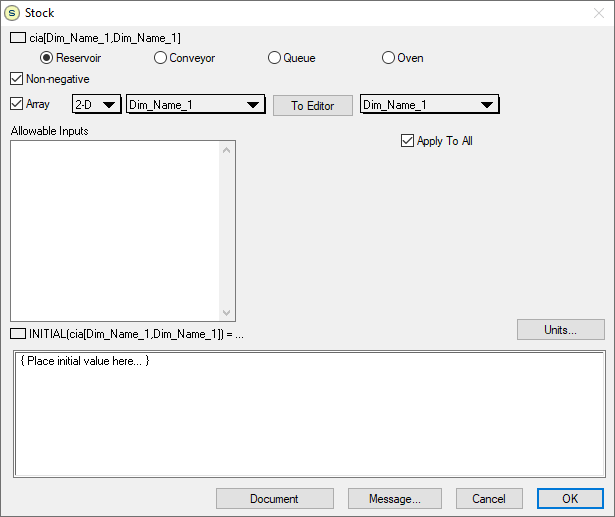 S Stock
cia[Dim_Name_1,Dim_Name_1]
Reservoir Conveyor Queue Oven
Non-negative
Array 2-D Dim_Name_1 To Editor Dim_Name_1
Allowable Inputs
Apply To All
INITIAL(cia[Dim_Name_1,Dim_Name_1]) = ...
Units...
{ Place initial value here... }
Document Message... Cancel OK